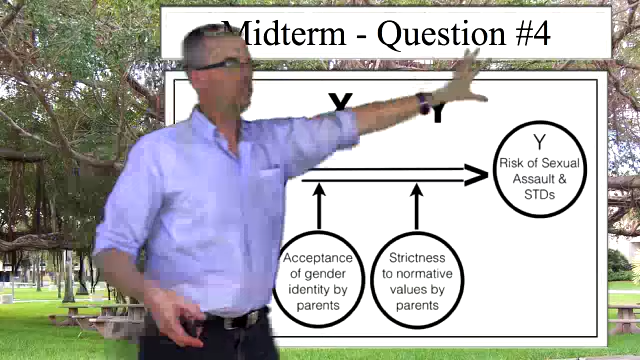 Midterm - Question #4
Y
Risk of Sexual
Assault &
STDs
Acceptance
of gender
identity by
parents
Strictness
to normative
values by
parents